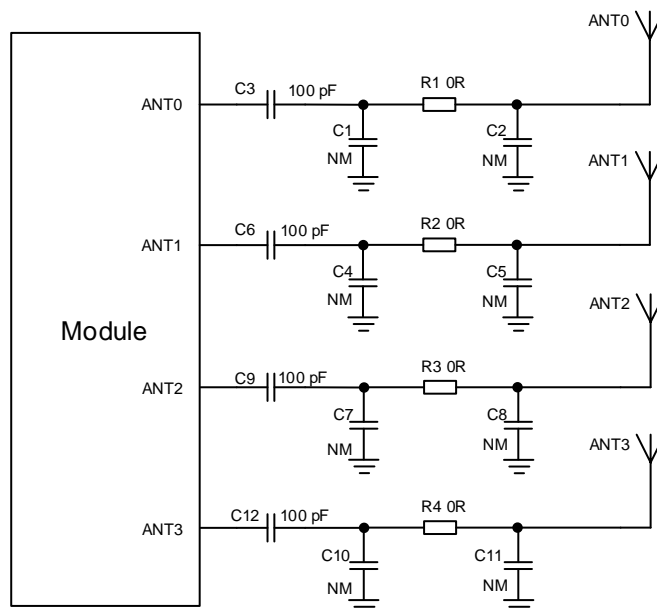 ANT0
C3
100 pF
R1 0R
ANT0
C1
NM
C2
NM
ANT1
C6
100 pF
R2 0R
ANT1
C4
NM
C5
NM
Module
ANT2
C9
100 pF
R3 0R
ANT2
C7
NM
C8
NM
ANT3
C12
100 pF
R4 0R
ANT3
C10
NM
C11
NM